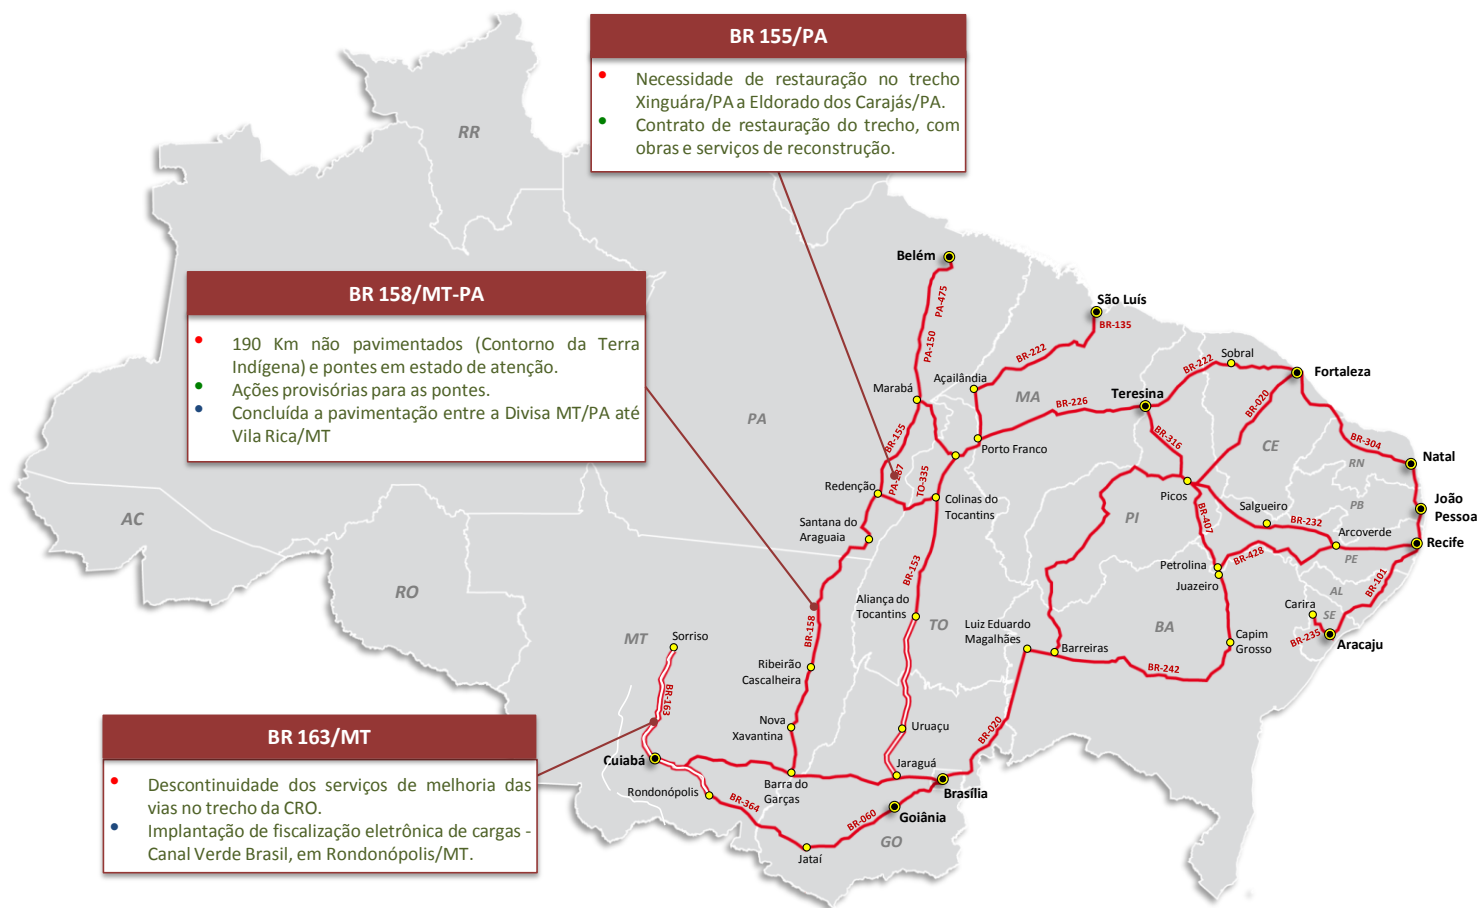 BR 155/PA
Necessidade de restauração no trecho
Xinguára/PA a Eldorado dos Carajás/PA.
Contrato de restauração do trecho, com
obras e serviços de reconstrução.
RR
Belém
BR 158/MT-PA
190 Km não pavimentados (Contorno da Terra
Indígena) e pontes em estado de atenção.
Ações provisórias para as pontes.
Concluída a pavimentação entre a Divisa MT/PA até
Vila Rica/MT
PA-475
São Luís
BR-135
PA-150
BR-222
Sobral
BR-222
Fortaleza
Açailândia
Marabá
MA
Teresina
BR-226
BR-020
PA
BR-316
CE
BR-304
BR-155
Porto Franco
RN
Natal
PA-287
TO-335
Redenção
Colinas do
Tocantins
Picos
João
Pessoa
PB
AC
Santana do
Araguaia
PI
BR-407
Salgueiro
BR-232
Arcoverde
Recife
PE
BR-428
Petrolina
Juazeiro
BR-153
RO
AL
BR-101
Aliança do
Tocantins
Carira
SE
BR-158
TO
Luiz Eduardo
Magalhães
BA
BR-235
Aracaju
MT
Sorriso
Barreiras
Capim
Grosso
BR-242
Ribeirão
Cascalheira
BR-163
Nova
Xavantina
Uruaçu
BR-020
BR 163/MT
Descontinuidade dos serviços de melhoria das
vias no trecho da CRO.
Implantação de fiscalização eletrônica de cargas -
Canal Verde Brasil, em Rondonópolis/MT.
Cuiabá
Jaraguá
Barra do
Garças
Brasília
Rondonópolis
BR-364
Goiânia
BR-060
GO
Jataí